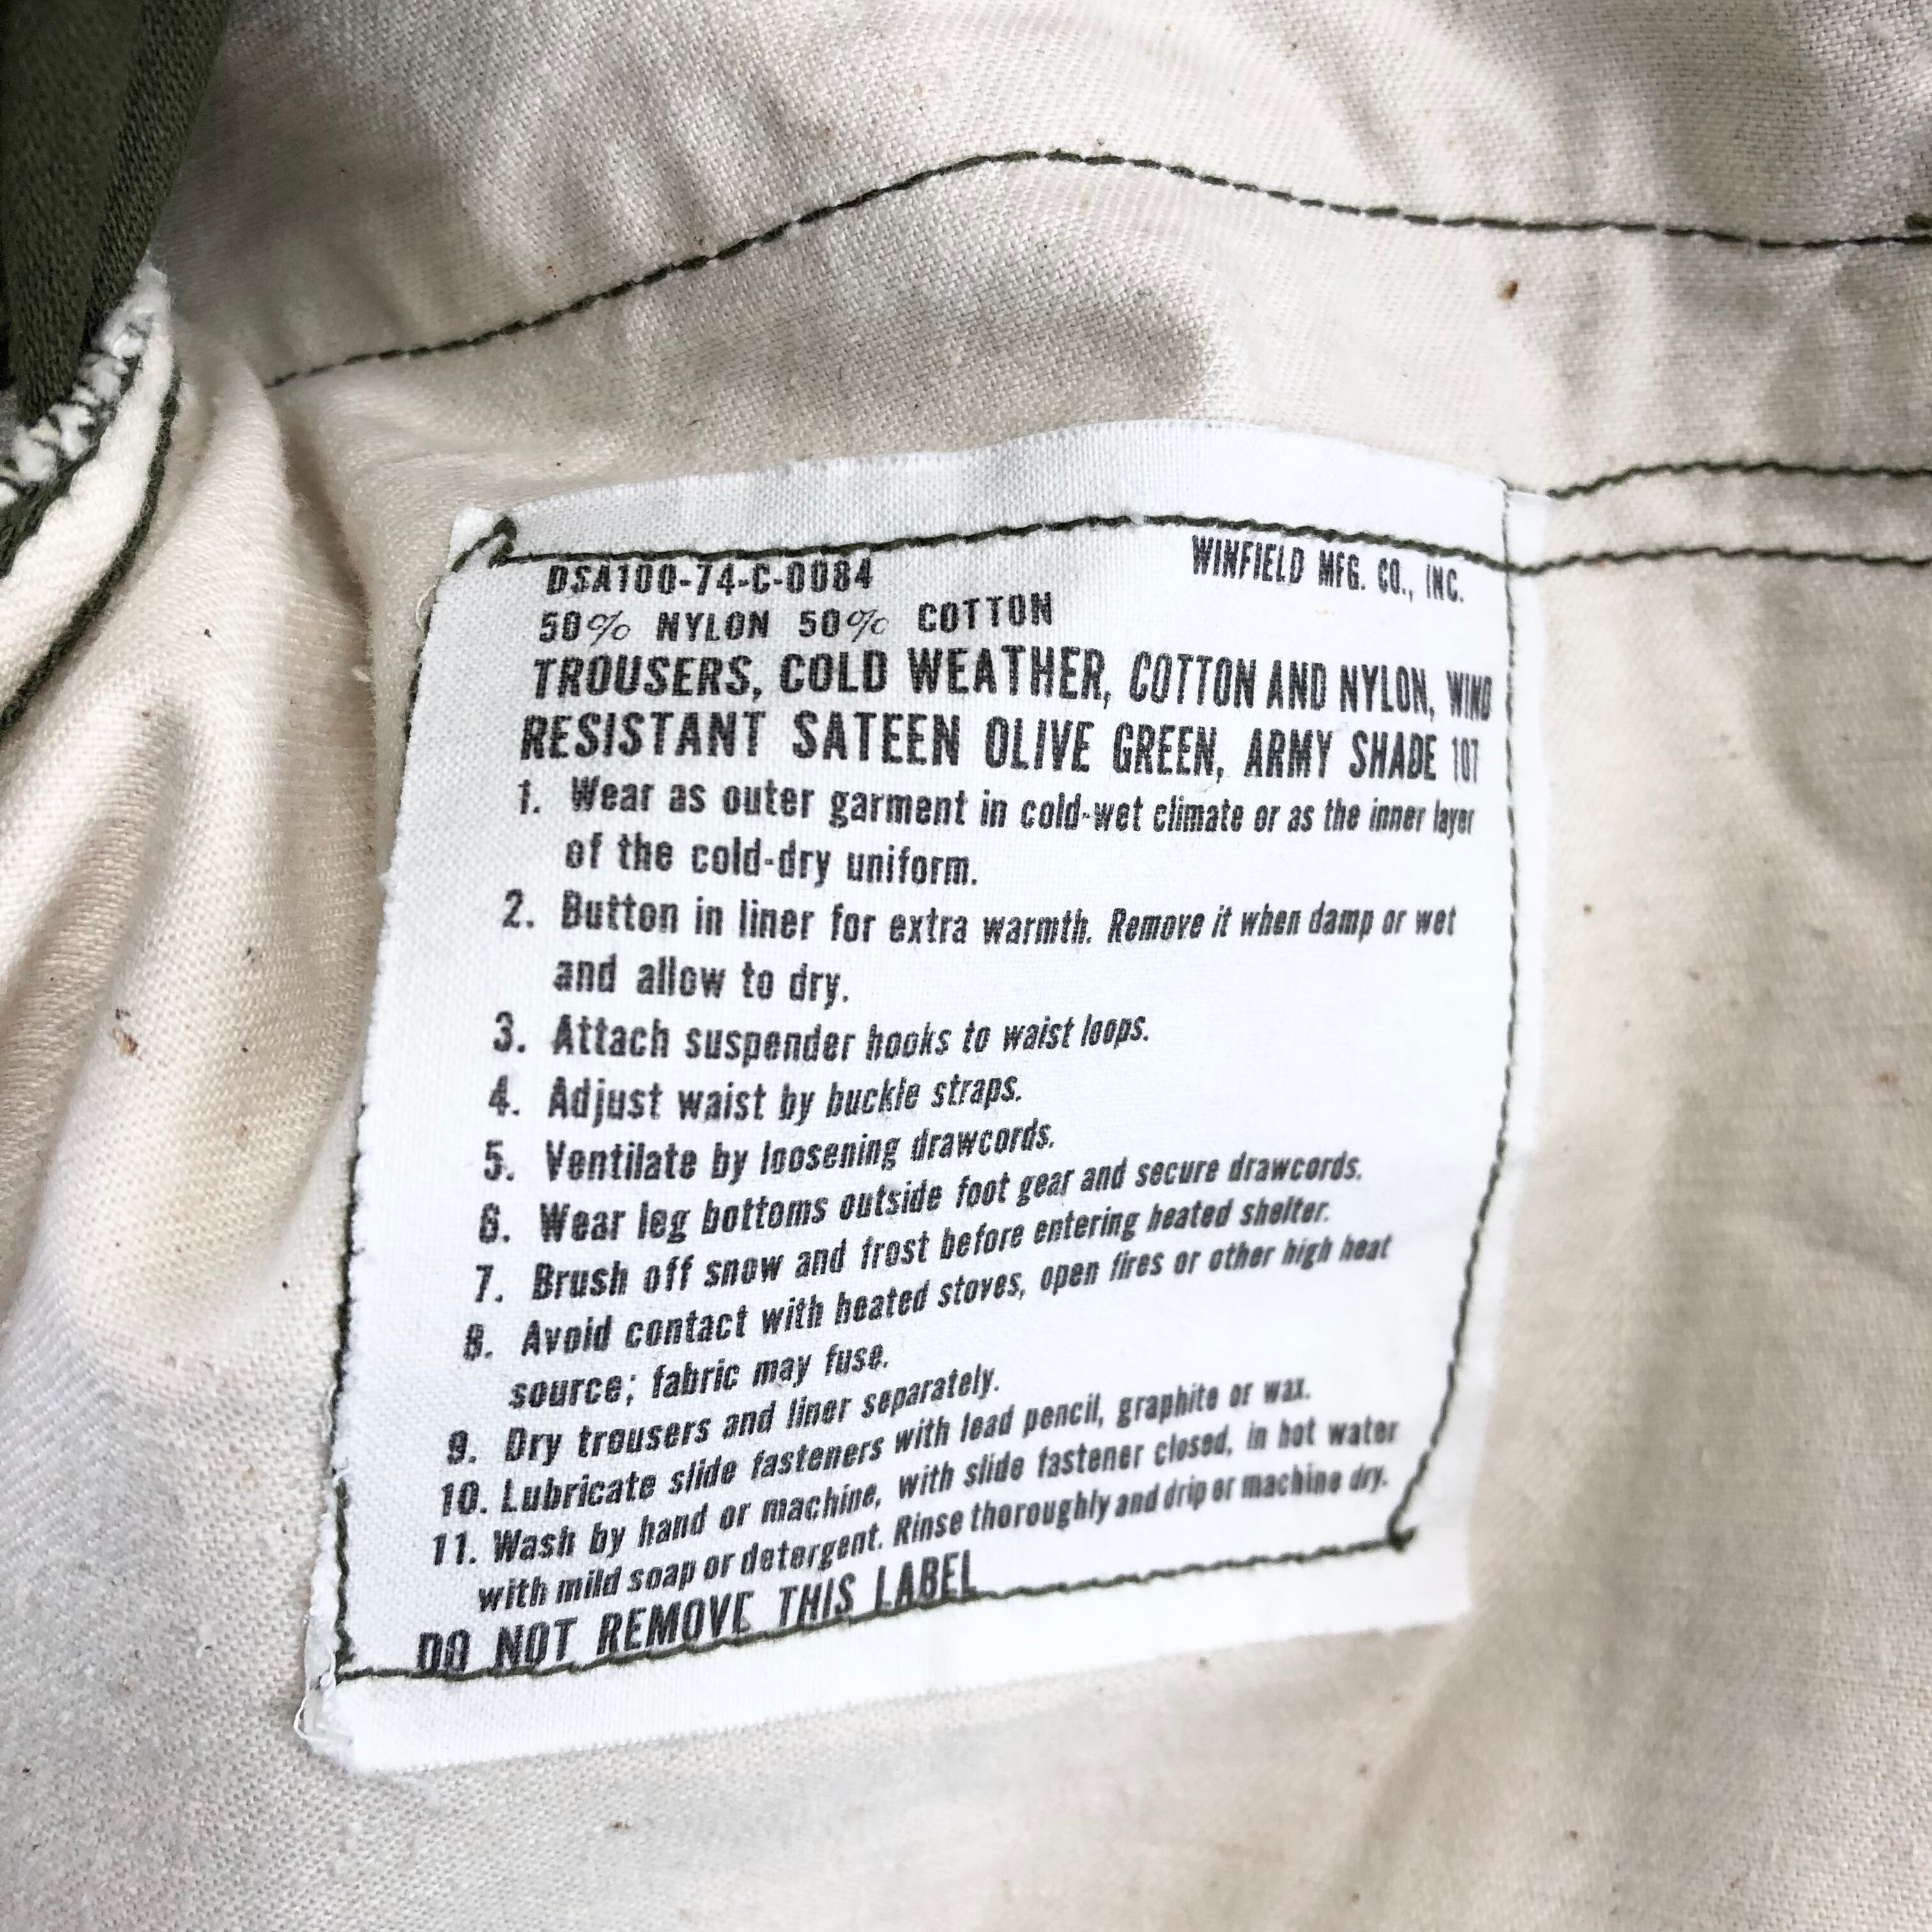 DSA100-74-C-0084 WINFIELD MFG. CO., INC.
50% NYLON 50% COTTON
TROUSERS, COLD WEATHER, COTTON AND NYLON, WIND
RESISTANT SATEEN OLIVE GREEN, ARMY SHADE 107
1. Wear as outer garment in cold-wet climate or as the inner layer
of the cold-dry uniform.
2. Button in liner for extra warmth. Remove it when damp or wet
and allow to dry.
3. Attach suspender hooks to waist loops.
4. Adjust waist by buckle straps.
5. Ventilate by loosening drawcords.
6. Wear leg bottoms outside foot gear and secure drawcords.
7. Brush off snow and frost before entering heated shelter.
8. Avoid contact with heated stoves, open fires or other high heat
source; fabric may fuse.
9. Dry trousers and liner separately.
10. Lubricate slide fasteners with lead pencil, graphite or wax.
11. Wash by hand or machine, with slide fastener closed, in hot water
with mild soap or detergent. Rinse thoroughly and drip or machine dry.
DO NOT REMOVE THIS LABEL